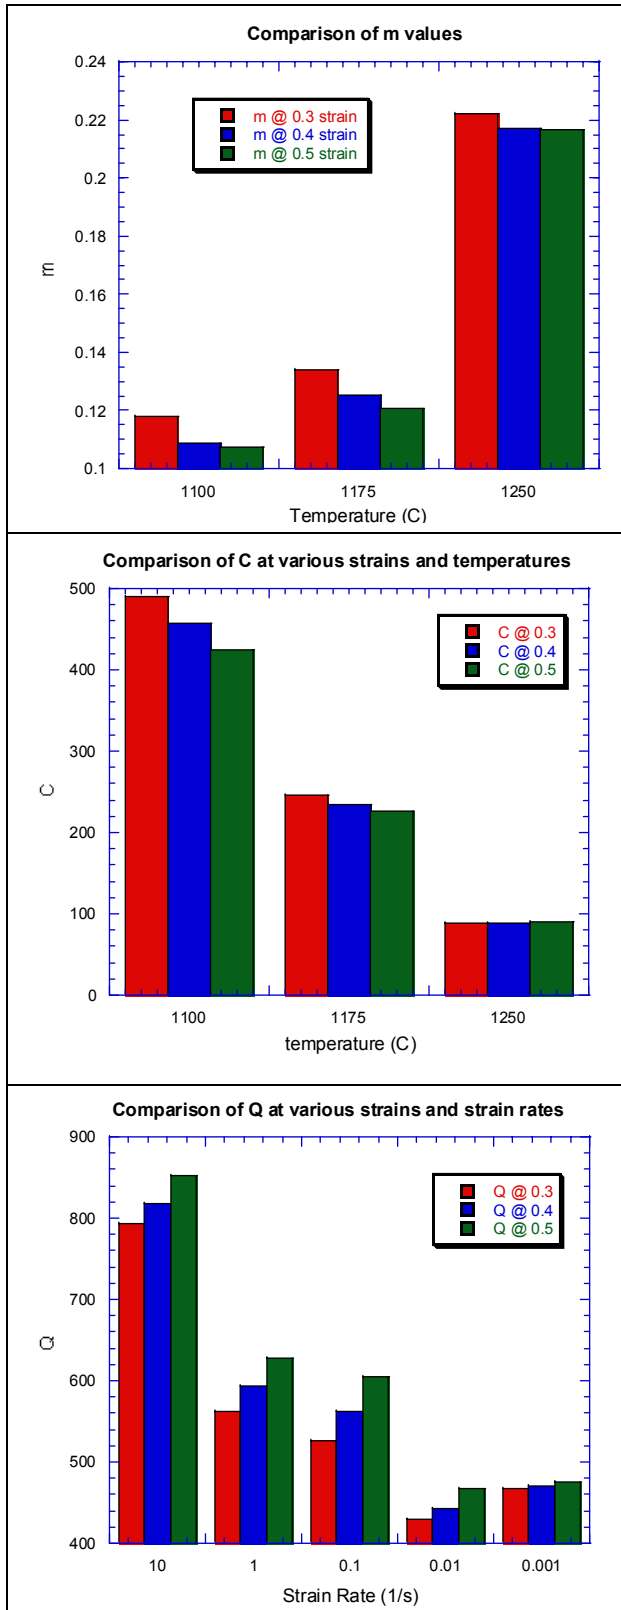 Comparison of m values
0.24
0.22
0.2
0.18
0.16
0.14
0.12
0.1
m
m @ 0.3 strain
m @ 0.4 strain
m @ 0.5 strain
1100 1175 1250
Temperature (C)
Comparison of C at various strains and temperatures
500
400
300
200
100
0
C
C @ 0.3
C @ 0.4
C @ 0.5
1100 1175 1250
temperature (C)
Comparison of Q at various strains and strain rates
900
800
700
600
500
400
Q
Q @ 0.3
Q @ 0.4
Q @ 0.5
10 1 0.1 0.01 0.001
Strain Rate (1/s)